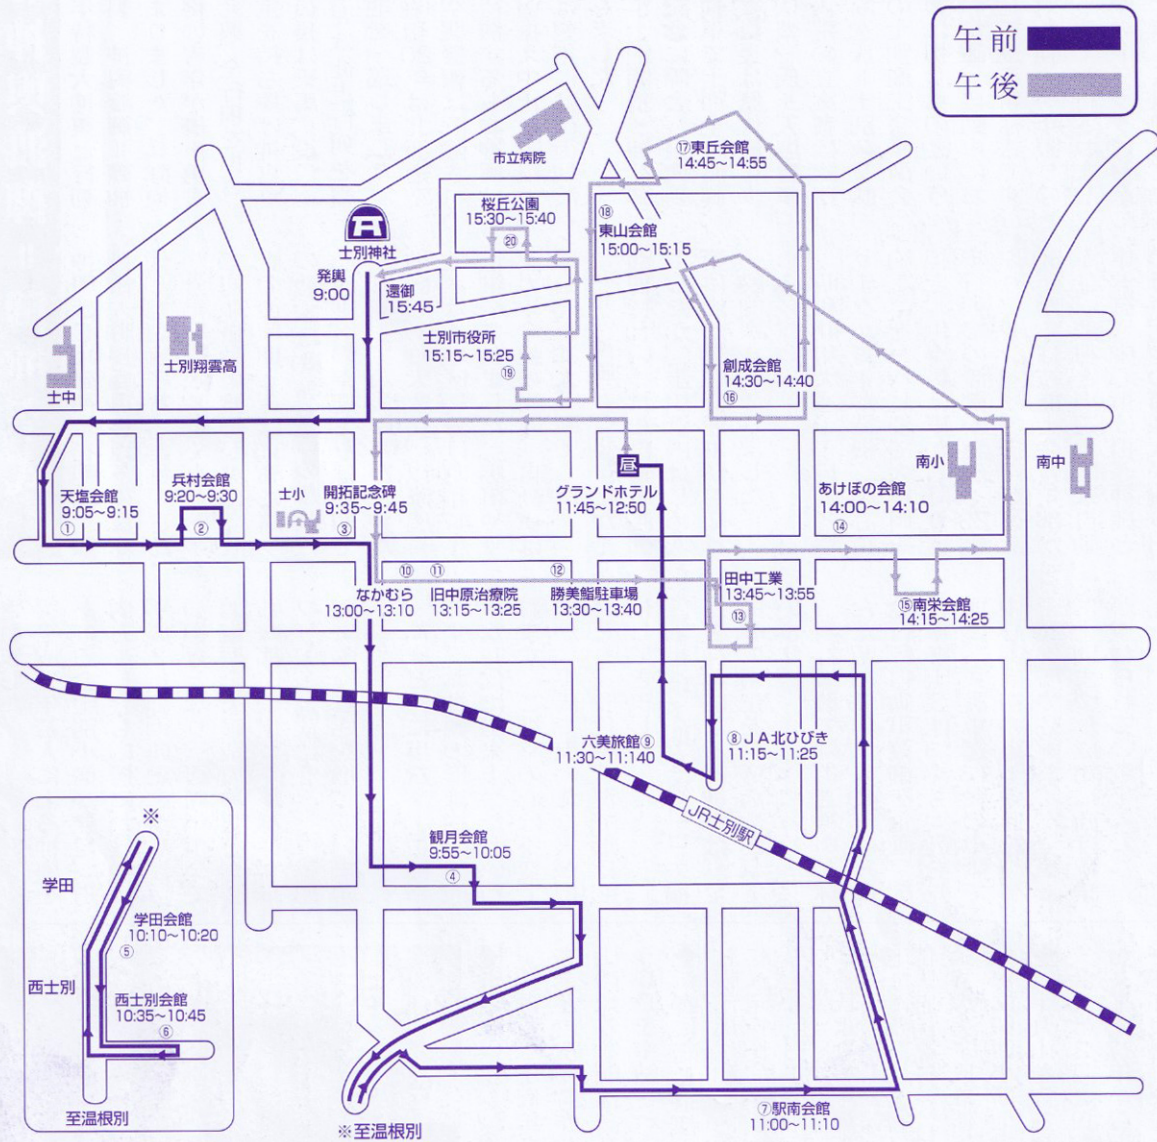 午前
午後
市立病院
⑰東丘会館
14:45～14:55
桜丘公園
15:30～15:40
⑳
⑱
東山会館
15:00～15:15
士別神社
発輿
9:00
還御
15:45
士別市役所
15:15～15:25
⑲
士別翔雲高
士中
創成会館
14:30～14:40
⑯
天塩会館
9:05～9:15
①
兵村会館
9:20～9:30
②
士小
開拓記念碑
9:35～9:45
③
昼
グランドホテル
11:45～12:50
あけぼの会館
14:00～14:10
⑭
南小
南中
⑩
なかむら
13:00～13:10
⑪
旧中原治療院
13:15～13:25
⑫
勝美鮨駐車場
13:30～13:40
田中工業
13:45～13:55
⑬
⑮南栄会館
14:15～14:25
六美旅館⑨
11:30～11:140
⑧ＪＡ北ひびき
11:15～11:25
JR士別駅
観月会館
9:55～10:05
④
※
学田
学田会館
10:10～10:20
⑤
西士別
西士別会館
10:35～10:45
⑥
至温根別
※至温根別
⑦駅南会館
11:00～11:10